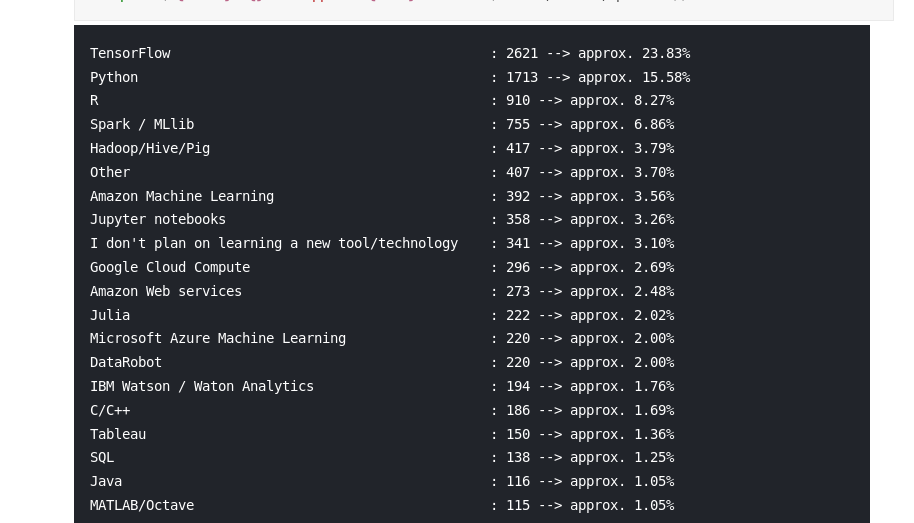 TensorFlow : 2621 --> approx. 23.83%
Python : 1713 --> approx. 15.58%
R : 910 --> approx. 8.27%
Spark / MLlib : 755 --> approx. 6.86%
Hadoop/Hive/Pig : 417 --> approx. 3.79%
Other : 407 --> approx. 3.70%
Amazon Machine Learning : 392 --> approx. 3.56%
Jupyter notebooks : 358 --> approx. 3.26%
I don't plan on learning a new tool/technology : 341 --> approx. 3.10%
Google Cloud Compute : 296 --> approx. 2.69%
Amazon Web services : 273 --> approx. 2.48%
Julia : 222 --> approx. 2.02%
Microsoft Azure Machine Learning : 220 --> approx. 2.00%
DataRobot : 220 --> approx. 2.00%
IBM Watson / Waton Analytics : 194 --> approx. 1.76%
C/C++ : 186 --> approx. 1.69%
Tableau : 150 --> approx. 1.36%
SQL : 138 --> approx. 1.25%
Java : 116 --> approx. 1.05%
MATLAB/Octave : 115 --> approx. 1.05%